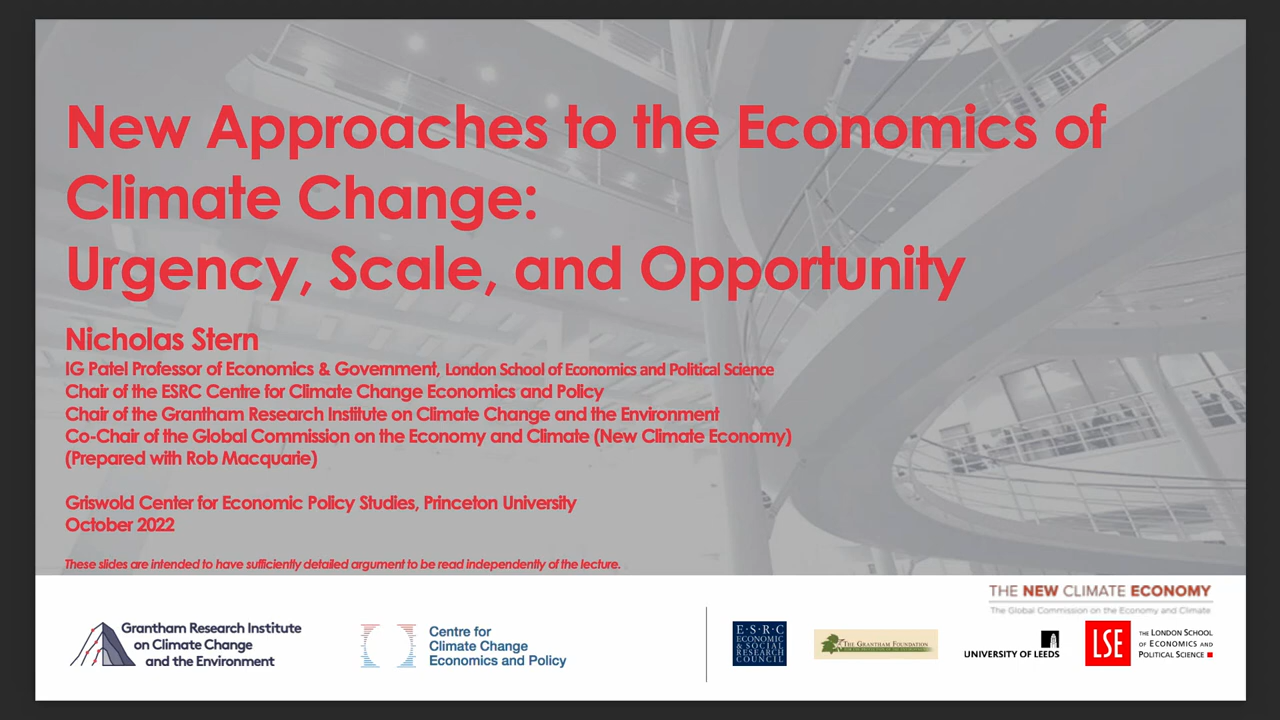 New Approaches to the Economics of
Climate Change:
Urgency, Scale, and Opportunity
Nicholas Stern
IG Patel Professor of Economics & Government, London School of Economics and Political Science
Chair of the ESRC Centre for Climate Change Economics and Policy
Chair of the Grantham Research Institute on Climate Change and the Environment
Co-Chair of the Global Commission on the Economy and Climate (New Climate Economy)
(Prepared with Rob Macquarie)
Griswold Center for Economic Policy Studies, Princeton University
October 2022
These slides are intended to have sufficiently detailed argument to be read independently of the lecture.
THE NEW CLIMATE ECONOMY
The Global Commission on the Economy and Climate
Grantham Research Institute
on Climate Change
and the Environment
Centre for
Climate Change
Economics and Policy
E·S·R·C
ECONOMIC
& SOCIAL
RESEARCH
COUNCIL
THE GRANTHAM FOUNDATION
UNIVERSITY OF LEEDS
LSE
THE LONDON SCHOOL
OF ECONOMICS AND
POLITICAL SCIENCE